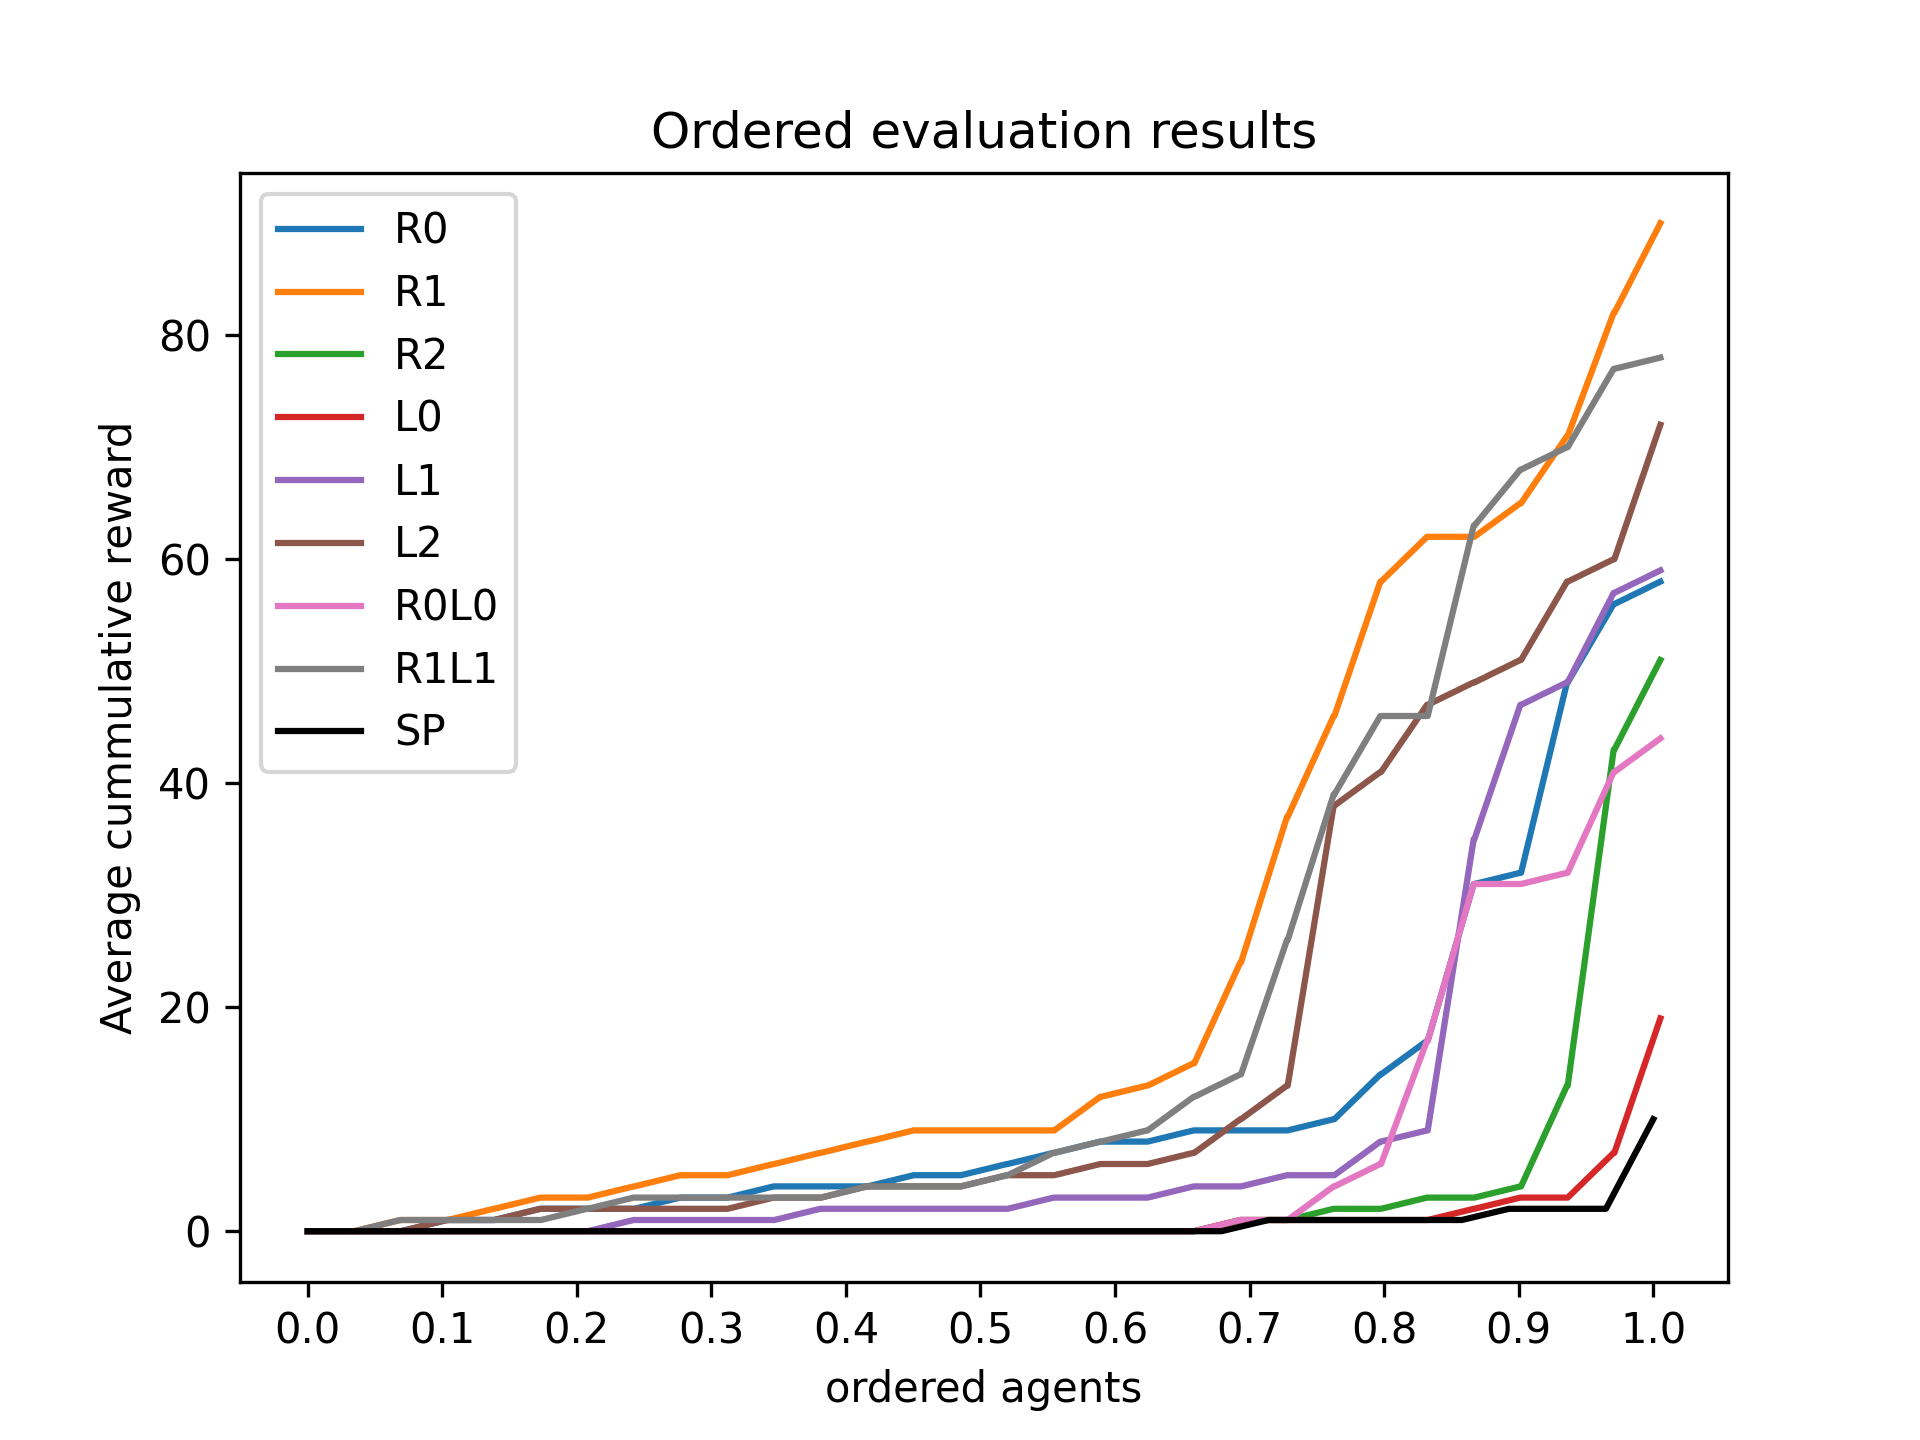 Ordered evaluation results
R0
R1
R2
L0
L1
L2
R0L0
R1L1
SP
Average cummulative reward
80
60
40
20
0
0.0 0.1 0.2 0.3 0.4 0.5 0.6 0.7 0.8 0.9 1.0
ordered agents